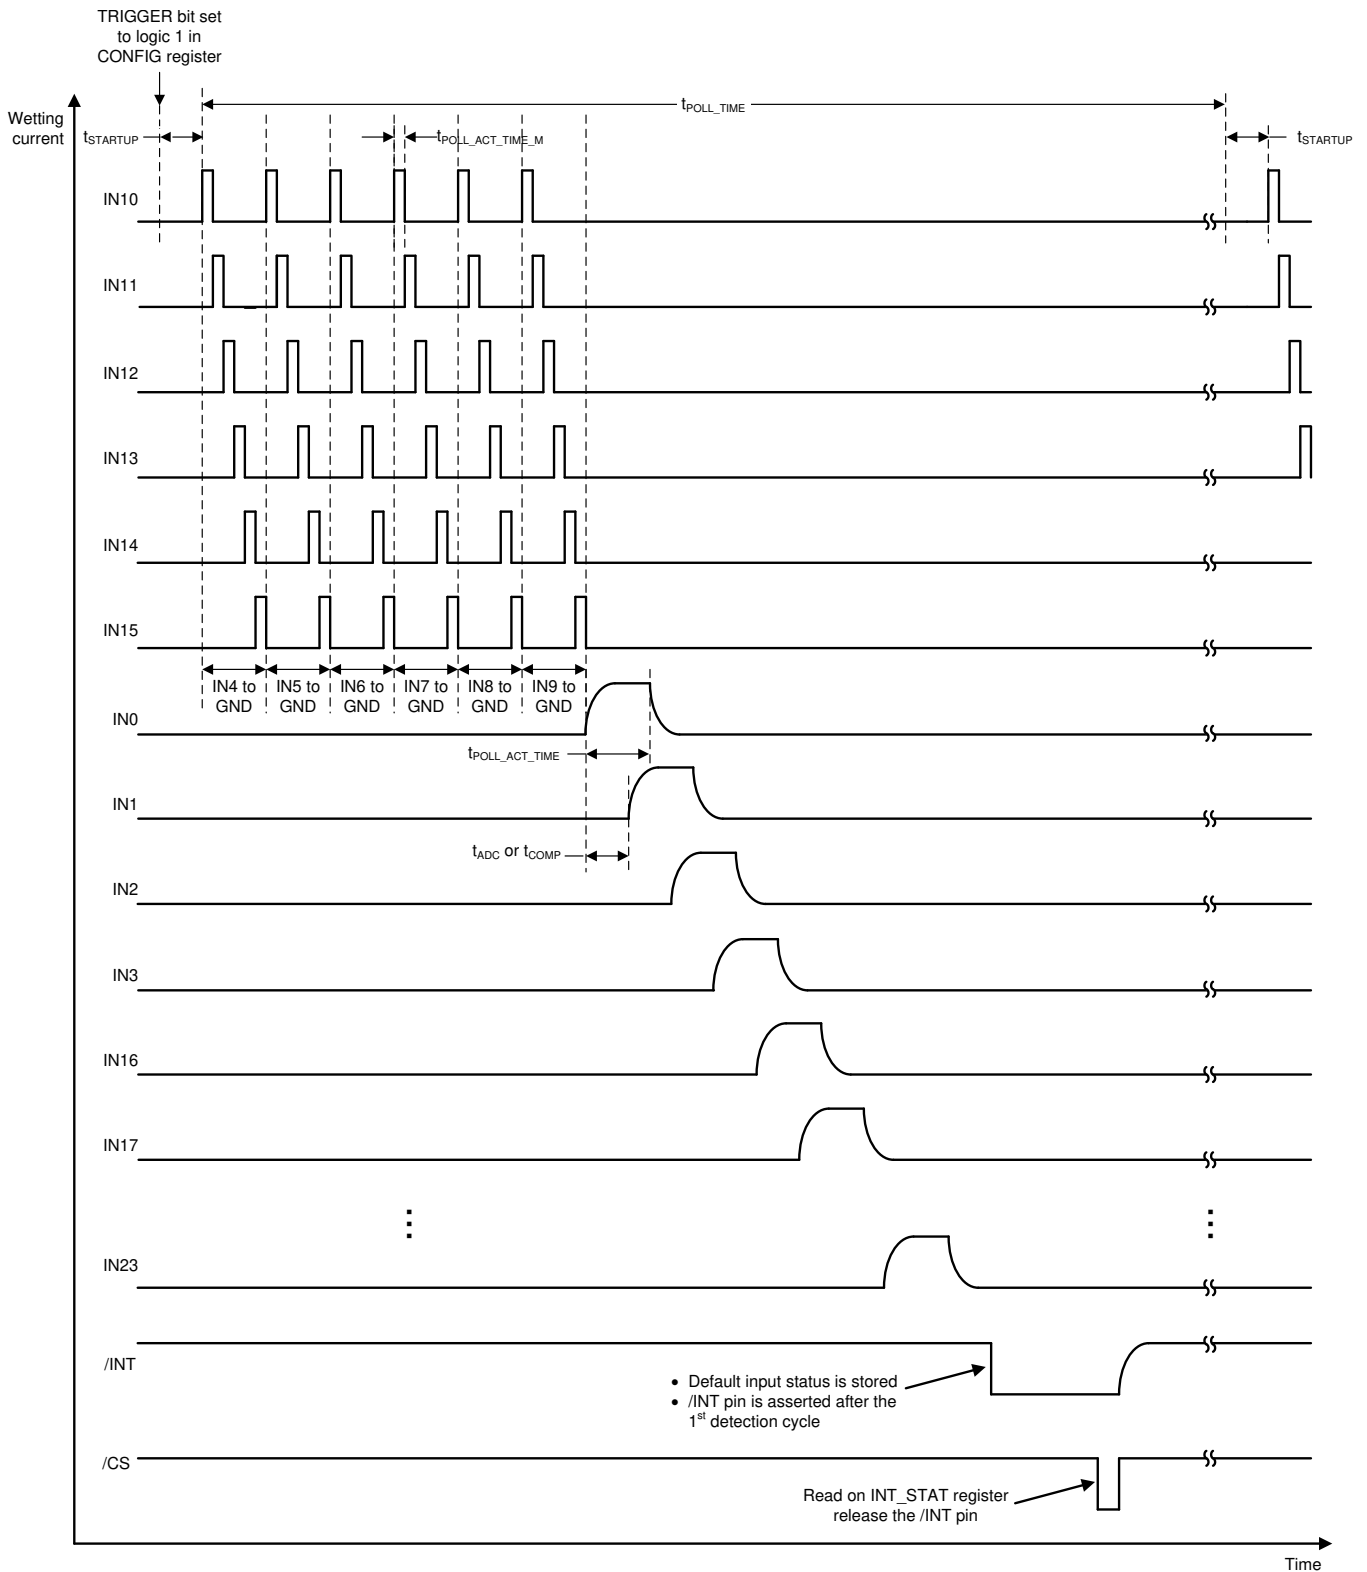 TRIGGER bit set
to logic 1 in
CONFIG register
Wetting
current
tSTARTUP
tPOLL_TIME
tPOLL_ACT_TIME_M
tSTARTUP
IN10
IN11
IN12
IN13
IN14
IN15
IN4 to
GND
IN5 to
GND
IN6 to
GND
IN7 to
GND
IN8 to
GND
IN9 to
GND
IN0
tPOLL_ACT_TIME
IN1
tADC or tCOMP
IN2
IN3
IN16
IN17
IN23
/INT
• Default input status is stored
• /INT pin is asserted after the
1st detection cycle
/CS
Read on INT_STAT register
release the /INT pin
Time